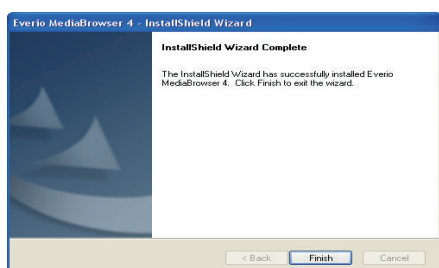 Everio MediaBrowser 4 - InstallShield Wizard
InstallShield Wizard Complete
The InstallShield Wizard has successfully installed Everio
MediaBrowser 4. Click Finish to exit the wizard.
< Back Finish Cancel